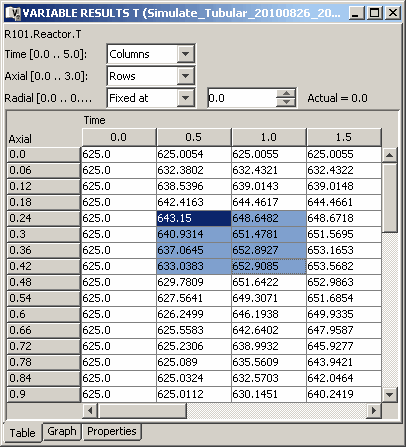 VARIABLE RESULTS T (Simulate_Tubular_20100826_20...
R101.Reactor.T
Time [0.0 .. 5.0]: Columns
Axial [0.0 .. 3.0]: Rows
Radial [0.0 .. 0.... Fixed at 0.0 Actual = 0.0
Time
Axial 0.0 0.5 1.0 1.5
0.0 625.0 625.0054 625.0055 625.0055
0.06 625.0 632.3802 632.4321 632.4322
0.12 625.0 638.5396 639.0143 639.0148
0.18 625.0 642.4163 644.4617 644.4661
0.24 625.0 643.15 648.6482 648.6718
0.3 625.0 640.9314 651.4781 651.5695
0.36 625.0 637.0645 652.8927 653.1653
0.42 625.0 633.0383 652.9085 653.5682
0.48 625.0 629.7809 651.6422 652.9863
0.54 625.0 627.5641 649.3071 651.6854
0.6 625.0 626.2499 646.1938 649.9335
0.66 625.0 625.5583 642.6402 647.9587
0.72 625.0 625.2306 638.9932 645.9277
0.78 625.0 625.089 635.5609 643.9421
0.84 625.0 625.0324 632.5703 642.0464
0.9 625.0 625.0112 630.1451 640.2419
Table Graph Properties